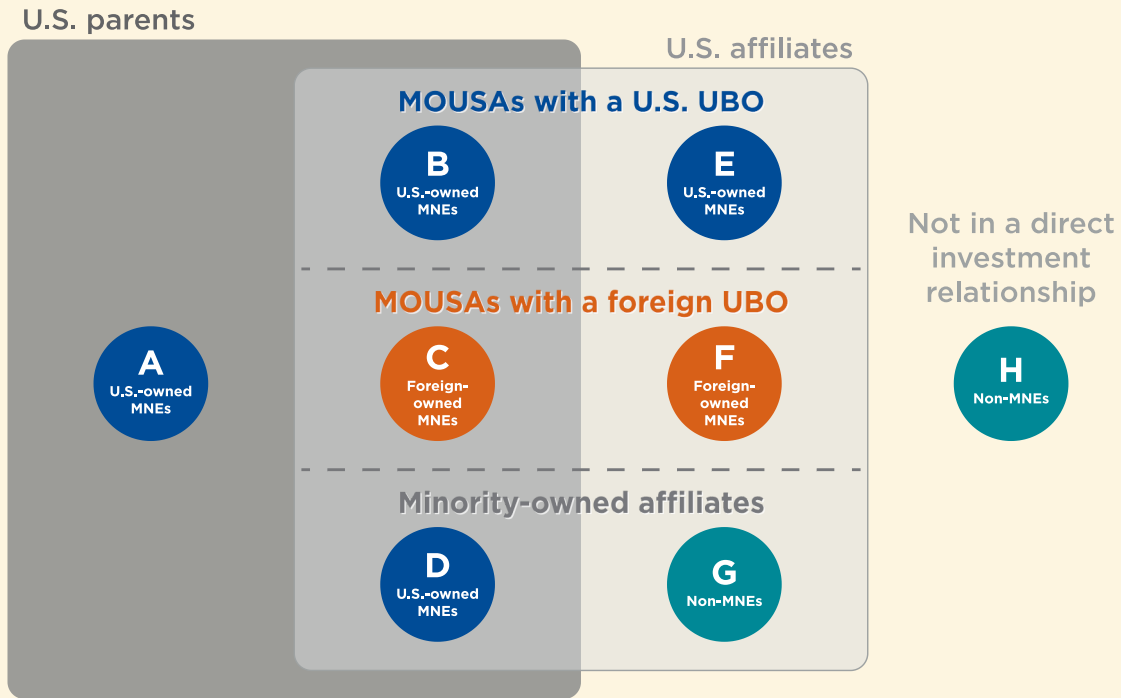 U.S. parents
U.S. affiliates
MOUSAs with a U.S. UBO
B
U.S.-owned
MNEs
E
U.S.-owned
MNEs
Not in a direct
investment
relationship
MOUSAs with a foreign UBO
A
U.S.-owned
MNEs
C
Foreign-
owned
MNEs
F
Foreign-
owned
MNEs
H
Non-MNEs
Minority-owned affiliates
D
U.S.-owned
MNEs
G
Non-MNEs